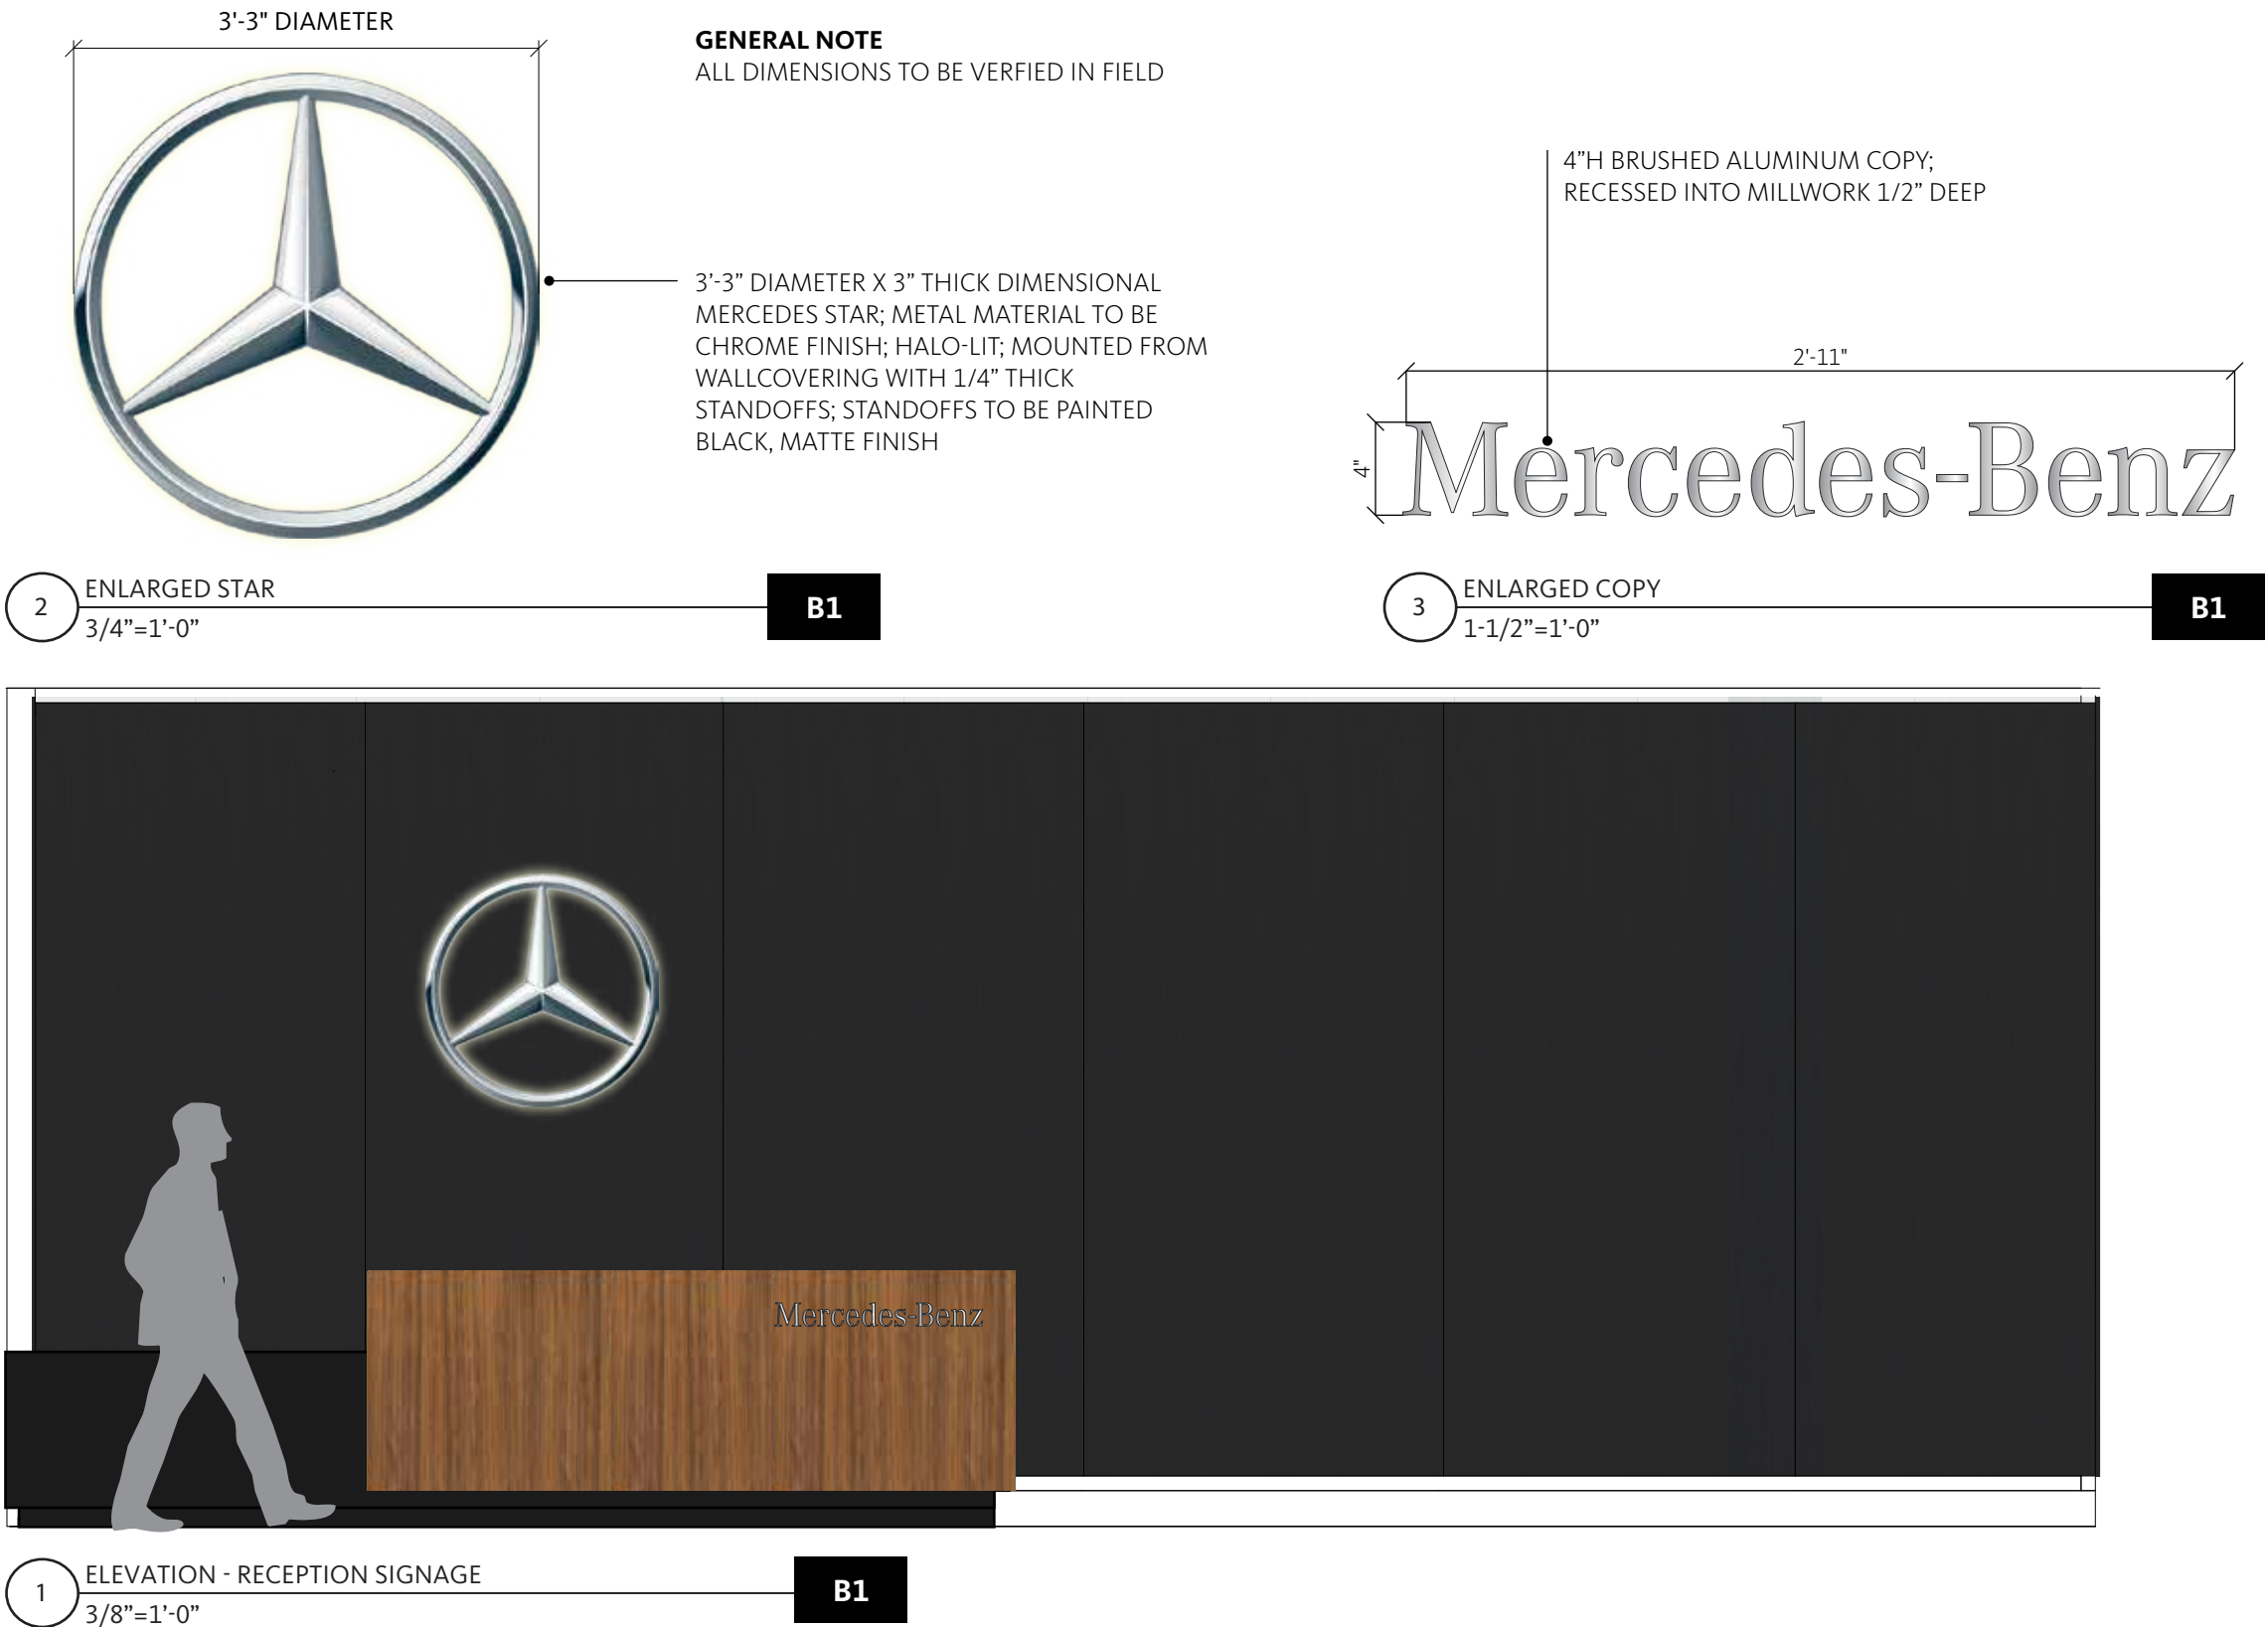 3'-3" DIAMETER
GENERAL NOTE
ALL DIMENSIONS TO BE VERFIED IN FIELD
3'-3” DIAMETER X 3” THICK DIMENSIONAL
MERCEDES STAR; METAL MATERIAL TO BE
CHROME FINISH; HALO-LIT; MOUNTED FROM
WALLCOVERING WITH 1/4” THICK
STANDOFFS; STANDOFFS TO BE PAINTED
BLACK, MATTE FINISH
4”H BRUSHED ALUMINUM COPY;
RECESSED INTO MILLWORK 1/2” DEEP
2'-11"
4"
Mercedes-Benz
2
ENLARGED STAR
3/4”=1’-0”
B1
3
ENLARGED COPY
1-1/2”=1’-0”
B1
Mercedes-Benz
1
ELEVATION - RECEPTION SIGNAGE
3/8”=1’-0”
B1